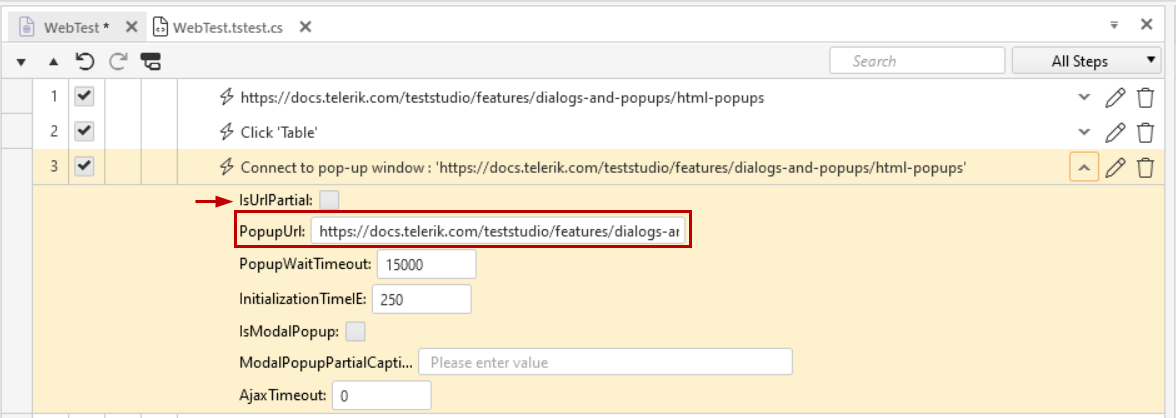 WebTest * WebTest.tstest.cs
Search All Steps
1 https://docs.telerik.com/teststudio/features/dialogs-and-popups/html-popups
2 Click 'Table'
3 Connect to pop-up window : 'https://docs.telerik.com/teststudio/features/dialogs-and-popups/html-popups'
IsUrlPartial:
PopupUrl: https://docs.telerik.com/teststudio/features/dialogs-ar
PopupWaitTimeout: 15000
InitializationTimeIE: 250
IsModalPopup:
ModalPopupPartialCapti... Please enter value
AjaxTimeout: 0